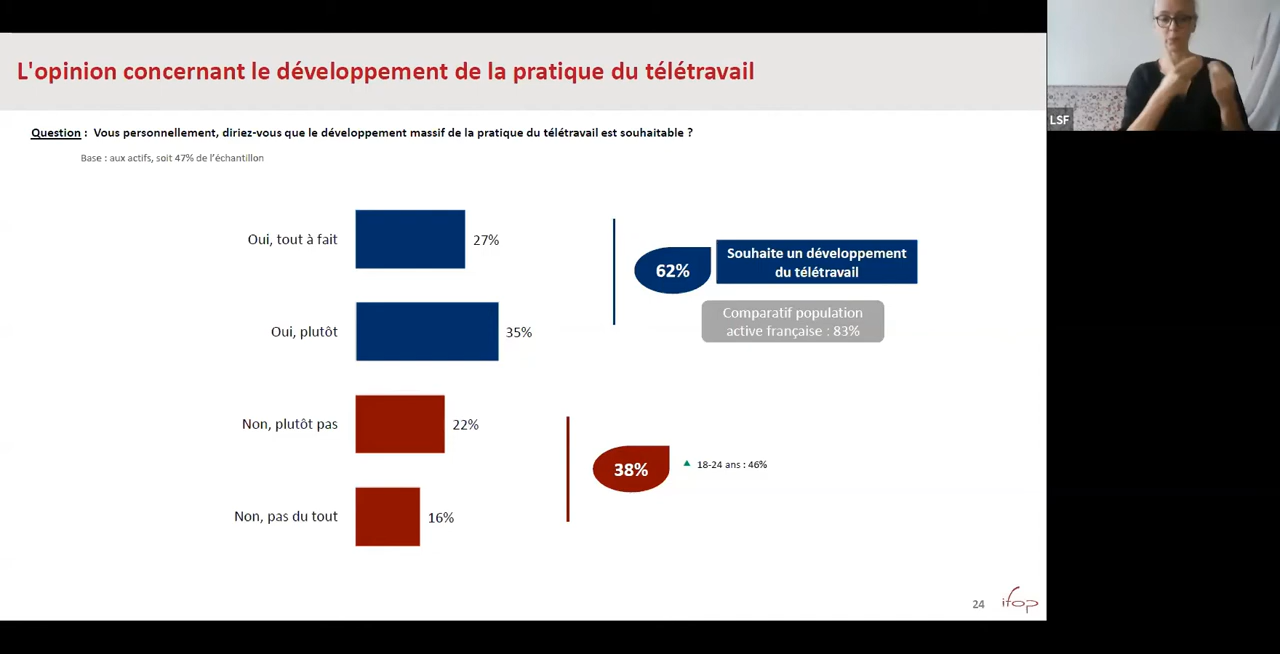 L'opinion concernant le développement de la pratique du télétravail
Question : Vous personnellement, diriez-vous que le développement massif de la pratique du télétravail est souhaitable ?
Base : aux actifs, soit 47% de l'échantillon
LSF
Oui, tout à fait
27%
Oui, plutôt
35%
62%
Souhaite un développement
du télétravail
Comparatif population
active française : 83%
Non, plutôt pas
22%
Non, pas du tout
16%
38%
18-24 ans : 46%
24
ifop